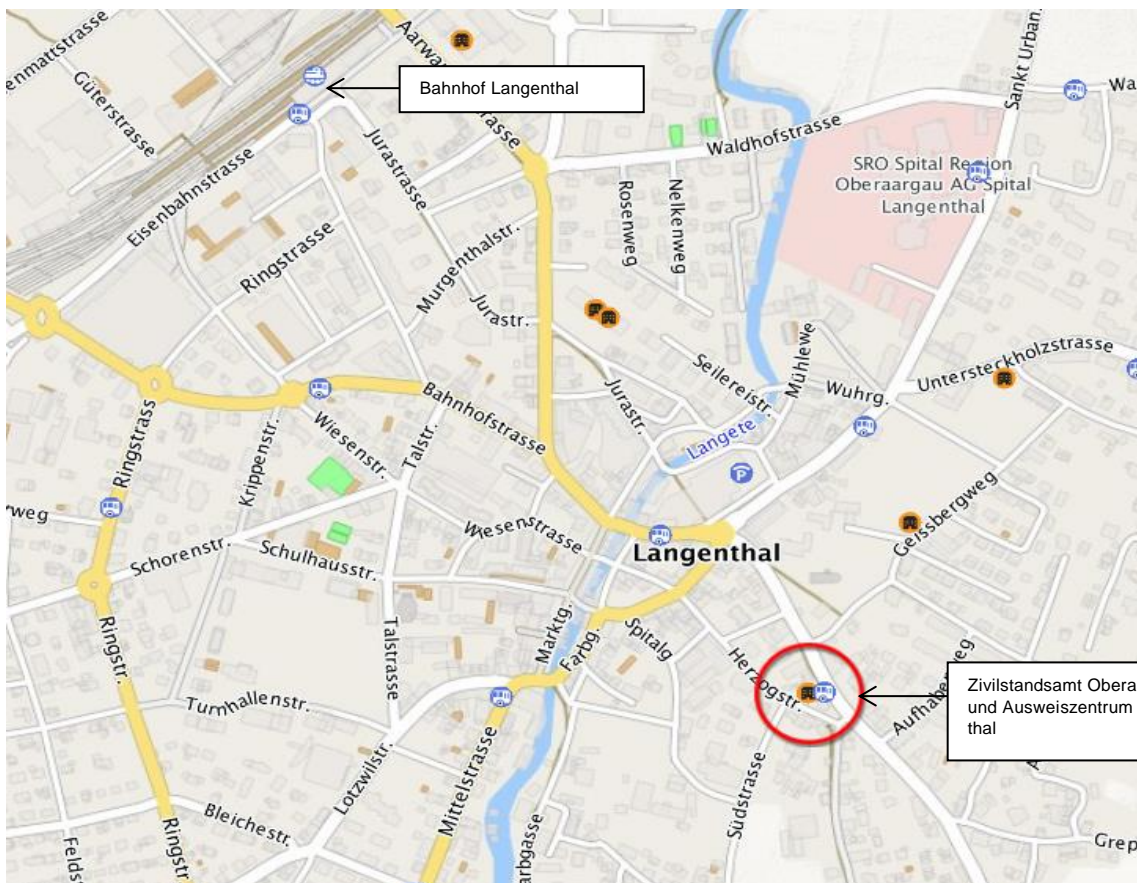 enmattstrasse
Güterstrasse
Aarwa
strasse
Bahnhof Langenthal
Jurastrasse
Eisenbahnstrasse
Ringstrasse
Murgenthalstr.
Jurastr.
Waldhofstrasse
Rosenweg
Nelkenweg
SRO Spital Region
Oberaargau AG Spital
Langenthal
Sankt Urban
Wa
Untersteckholzstrasse
Wuhrg.
Mühlewe
Seilereistr.
Jurastr.
Langete
P
Bahnhofstrasse
Talstr.
Wiesenstr.
Krippenstr.
Ringstrass
rweg
Schorenstr.
Schulhausstr.
Wiesenstrasse
Langenthal
Geissbergweg
Marktg.
Farbg.
Spitalg
Herzogstr.
Talstrasse
Ringstr.
Turnhallenstr.
Aufhabenweg
Zivilstandsamt Obera
und Ausweiszentrum
thal
Lotzwilstr.
Mittelstrasse
Südstrasse
Bleichestr.
Ringstr
Felds
arbgasse
Grep